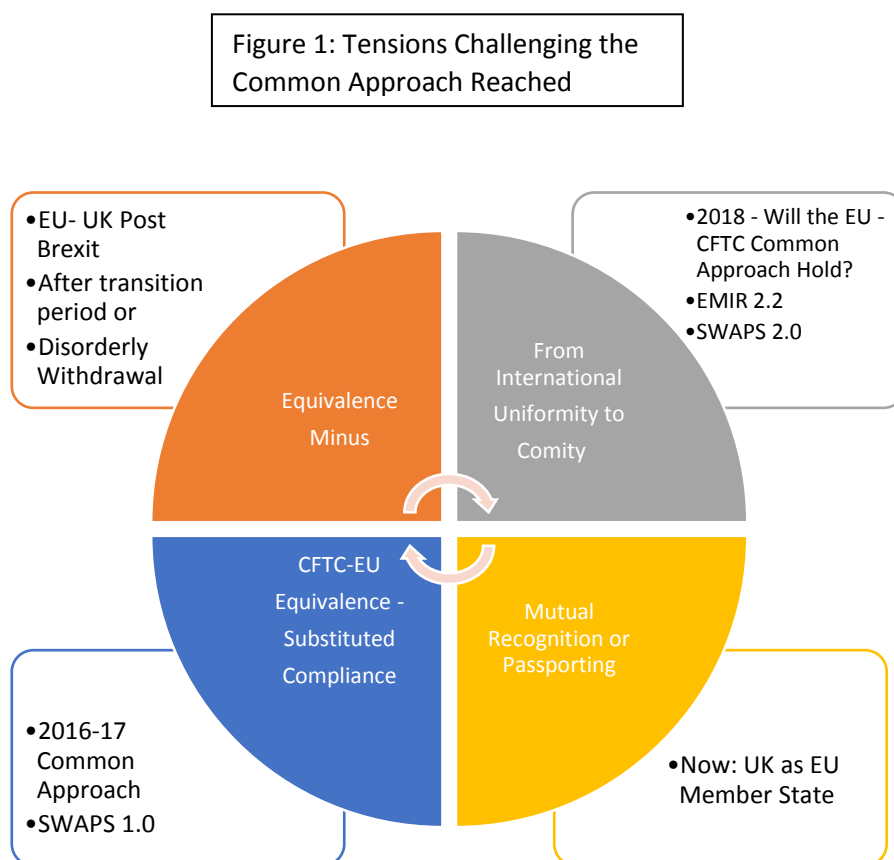 Figure 1: Tensions Challenging the
Common Approach Reached
•EU- UK Post
Brexit
•After transition
period or
•Disorderly
Withdrawal
•2018 - Will the EU -
CFTC Common
Approach Hold?
•EMIR 2.2
•SWAPS 2.0
Equivalence
Minus
From
International
Uniformity to
Comity
CFTC-EU
Equivalence -
Substituted
Compliance
Mutual
Recognition or
Passporting
•2016-17
Common
Approach
•SWAPS 1.0
•Now: UK as EU
Member State